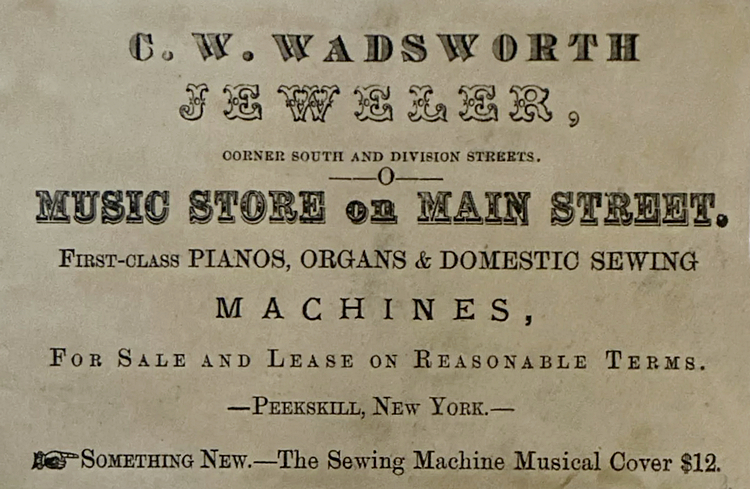 C. W. WADSWORTH
JEWELER,
CORNER SOUTH AND DIVISION STREETS.
——O——
MUSIC STORE on MAIN STREET.
FIRST-CLASS PIANOS, ORGANS & DOMESTIC SEWING
MACHINES,
FOR SALE AND LEASE ON REASONABLE TERMS.
—PEEKSKILL, NEW YORK.—
☞SOMETHING NEW.—The Sewing Machine Musical Cover $12.